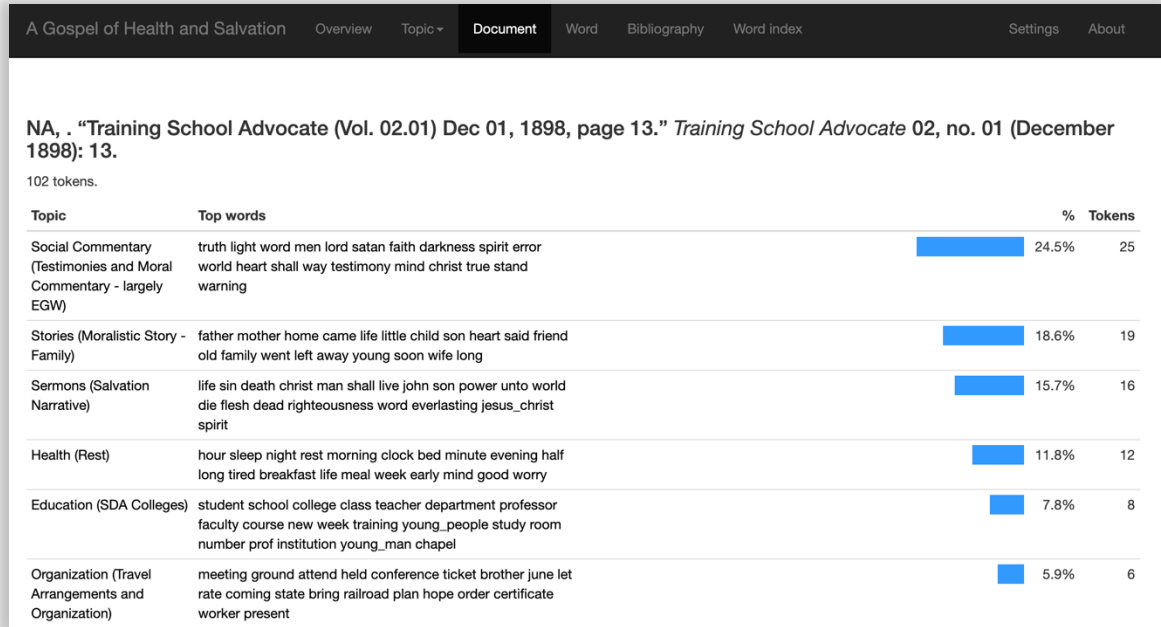 A Gospel of Health and Salvation Overview Topic Document Word Bibliography Word index Settings About
NA, . “Training School Advocate (Vol. 02.01) Dec 01, 1898, page 13.” Training School Advocate 02, no. 01 (December
1898): 13.
102 tokens.
Topic Top words % Tokens
Social Commentary truth light word men lord satan faith darkness spirit error 24.5% 25
(Testimonies and Moral world heart shall way testimony mind christ true stand
Commentary - largely warning
EGW)
Stories (Moralistic Story - father mother home came life little child son heart said friend 18.6% 19
Family) old family went left away young soon wife long
Sermons (Salvation life sin death christ man shall live john son power unto world 15.7% 16
Narrative) die flesh dead righteousness word everlasting jesus_christ
spirit
Health (Rest) hour sleep night rest morning clock bed minute evening half 11.8% 12
long tired breakfast life meal week early mind good worry
Education (SDA Colleges) student school college class teacher department professor 7.8% 8
faculty course new week training young_people study room
number prof institution young_man chapel
Organization (Travel meeting ground attend held conference ticket brother june let 5.9% 6
Arrangements and rate coming state bring railroad plan hope order certificate
Organization) worker present